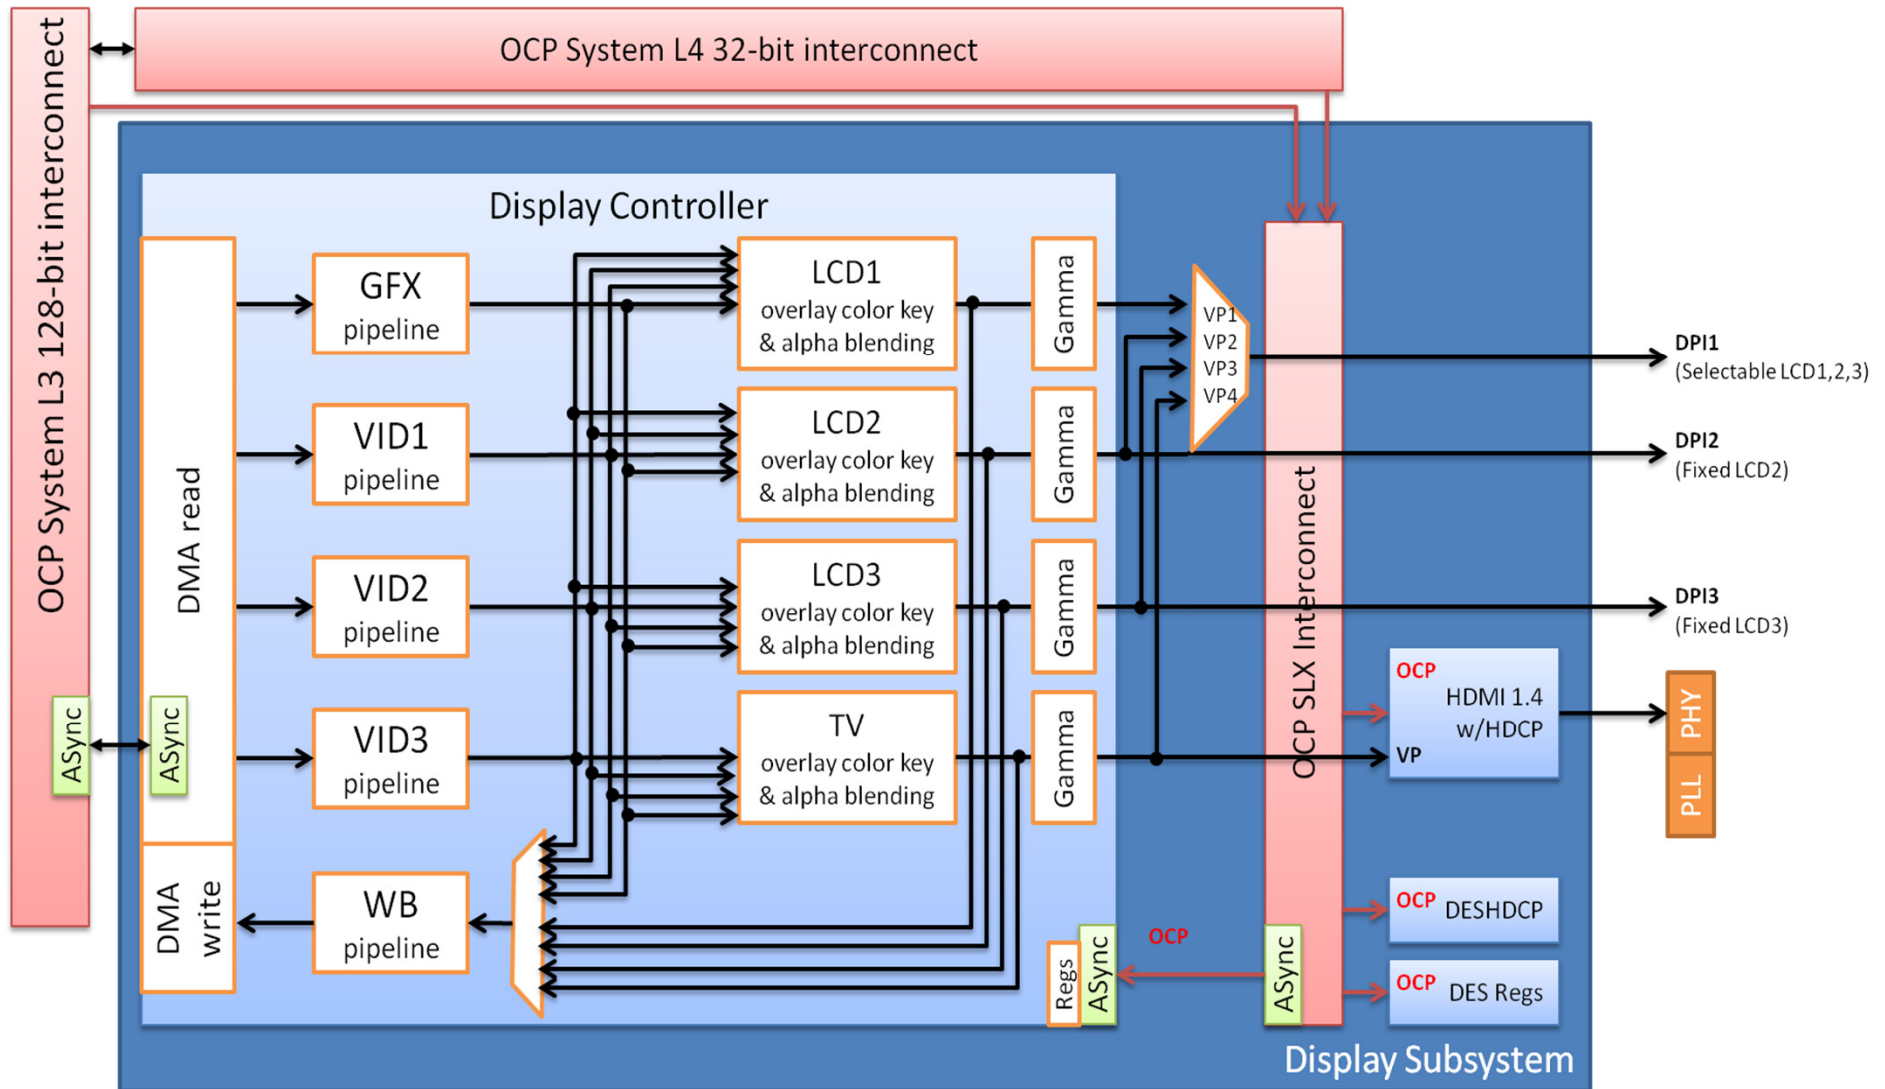 OCP System L3 128-bit interconnect
OCP System L4 32-bit interconnect
Display Controller
DMA read
GFX
pipeline
LCD1
overlay color key
& alpha blending
Gamma
VP1
VP2
VP3
VP4
DPI1
(Selectable LCD1,2,3)
VID1
pipeline
LCD2
overlay color key
& alpha blending
Gamma
DPI2
(Fixed LCD2)
OCP SLX Interconnect
VID2
pipeline
LCD3
overlay color key
& alpha blending
Gamma
DPI3
(Fixed LCD3)
ASync
ASync
VID3
pipeline
TV
overlay color key
& alpha blending
Gamma
OCP
HDMI 1.4
w/HDCP
VP
PHY
PLL
DMA
write
WB
pipeline
Regs
ASync
OCP
ASync
OCP
DESHDCP
OCP
DES Regs
Display Subsystem